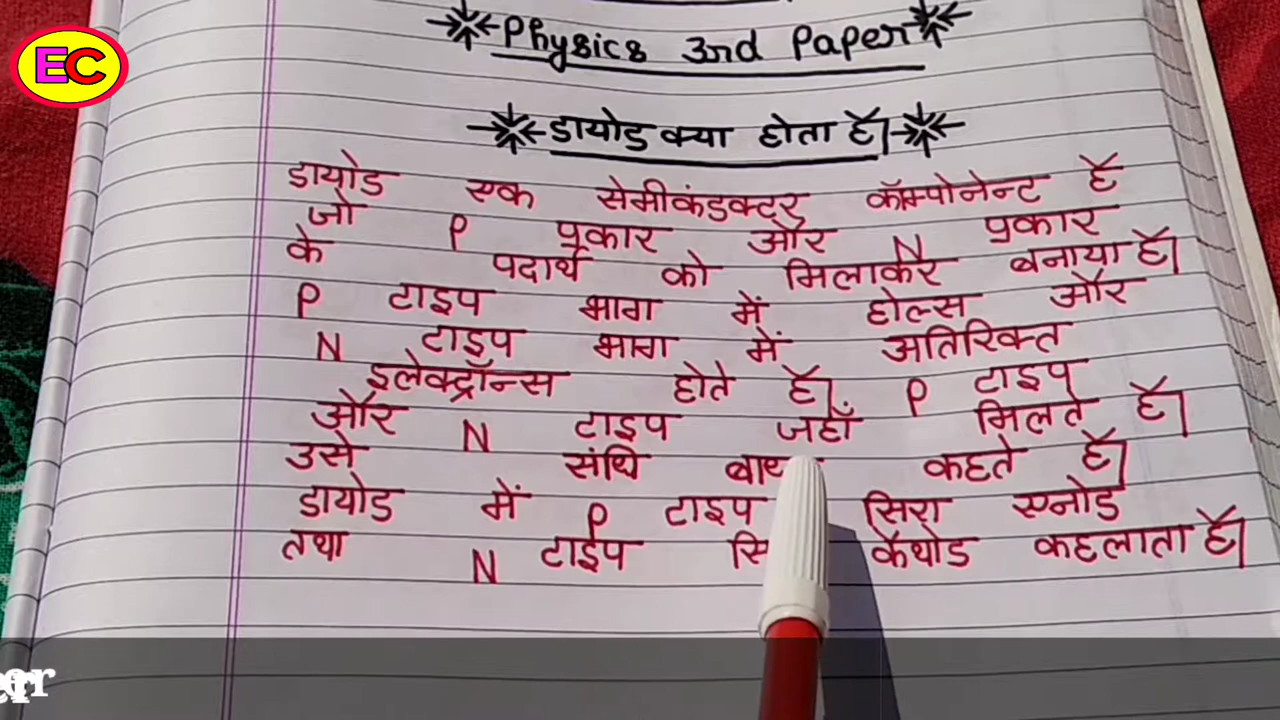 EC
Physics 3rd Paper
डायोड क्या होता है।
डायोड एक सेमीकंडक्टर कॉम्पोनेन्ट है
जो P प्रकार और N प्रकार
के पदार्थ को मिलाकर बनाया है।
P टाइप भाग में होल्स और
N टाइप भाग में अतिरिक्त
इलेक्ट्रॉन्स होते है। P टाइप
और N टाइप जहाँ मिलते है।
उसे संधि कहते है।
डायोड में P टाइप सिरा एनोड
तथा N टाईप कैथोड कहलाता है।